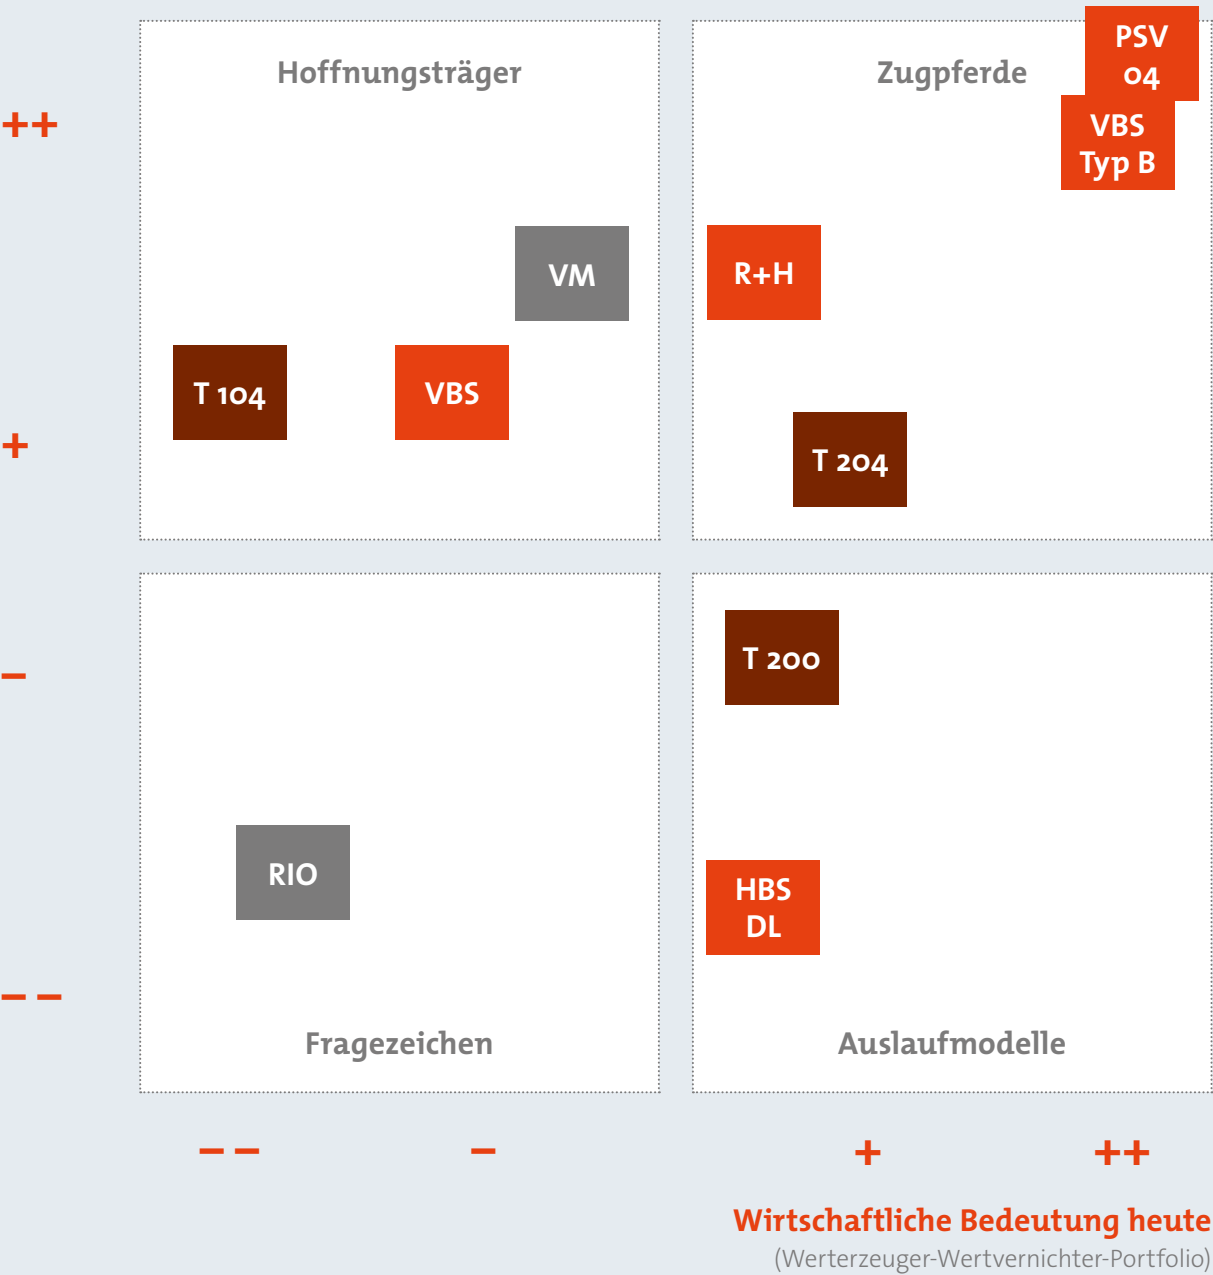 Hoffnungsträger
Zugpferde
PSV
04
++
VBS
Typ B
VM
R+H
T 104
VBS
+
T 204
–
T 200
RIO
HBS
DL
– –
Fragezeichen
Auslaufmodelle
– –
–
+
++
Wirtschaftliche Bedeutung heute
(Werterzeuger-Wertvernichter-Portfolio)